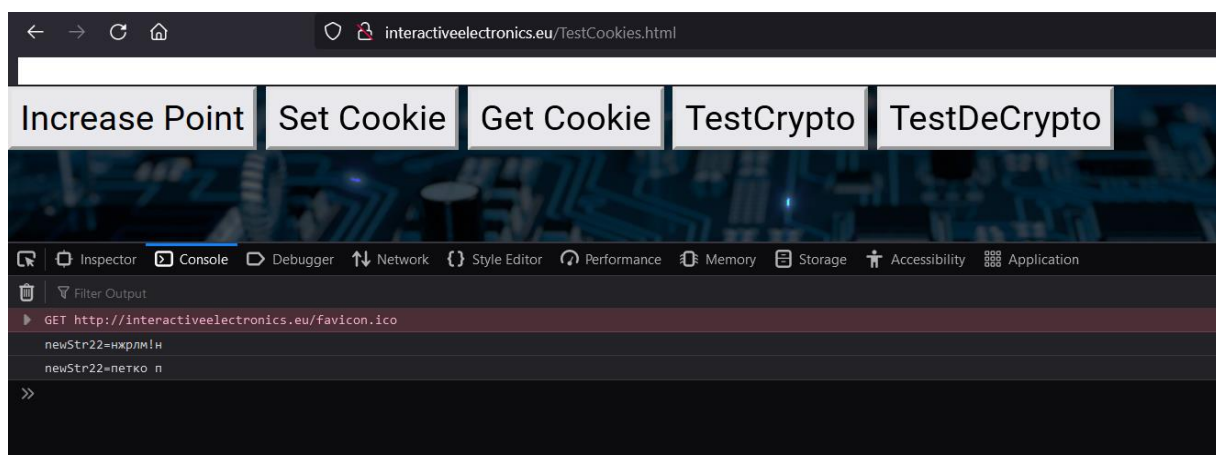 interactiveelectronics.eu/TestCookies.html
Increase Point Set Cookie Get Cookie TestCrypto TestDeCrypto
Inspector Console Debugger Network Style Editor Performance Memory Storage Accessibility Application
Filter Output
GET http://interactiveelectronics.eu/favicon.ico
newStr22=нжрлм!н
newStr22=петко п